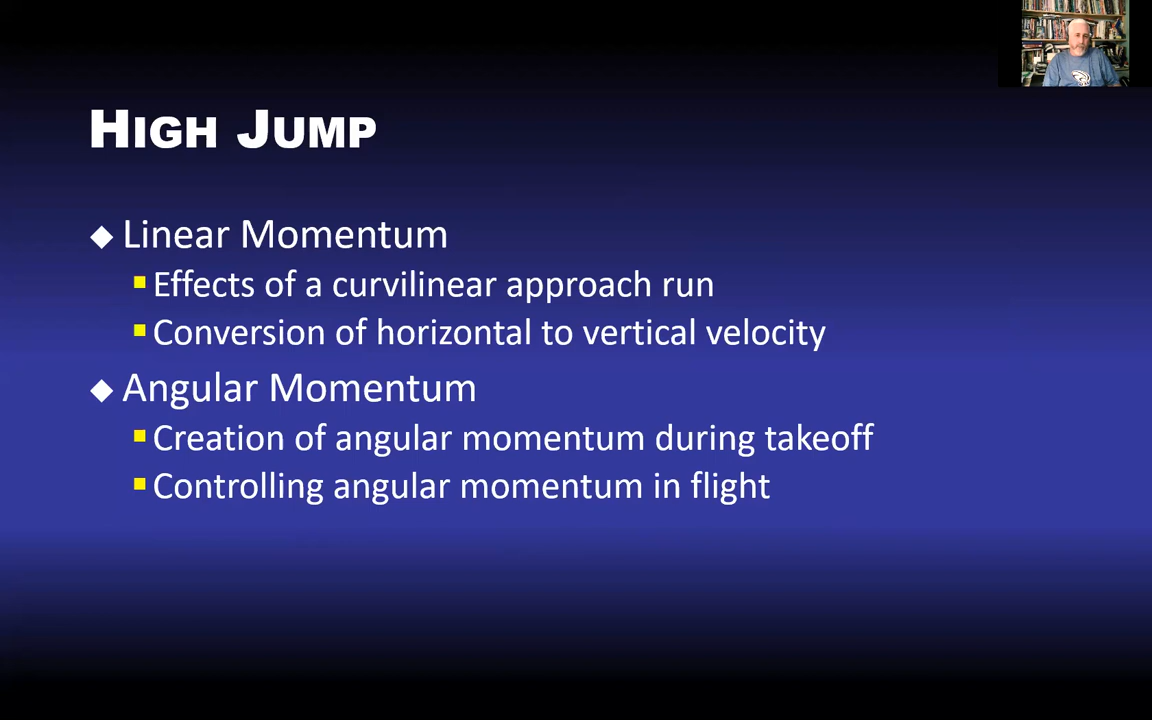 High Jump
Linear Momentum
Effects of a curvilinear approach run
Conversion of horizontal to vertical velocity
Angular Momentum
Creation of angular momentum during takeoff
Controlling angular momentum in flight